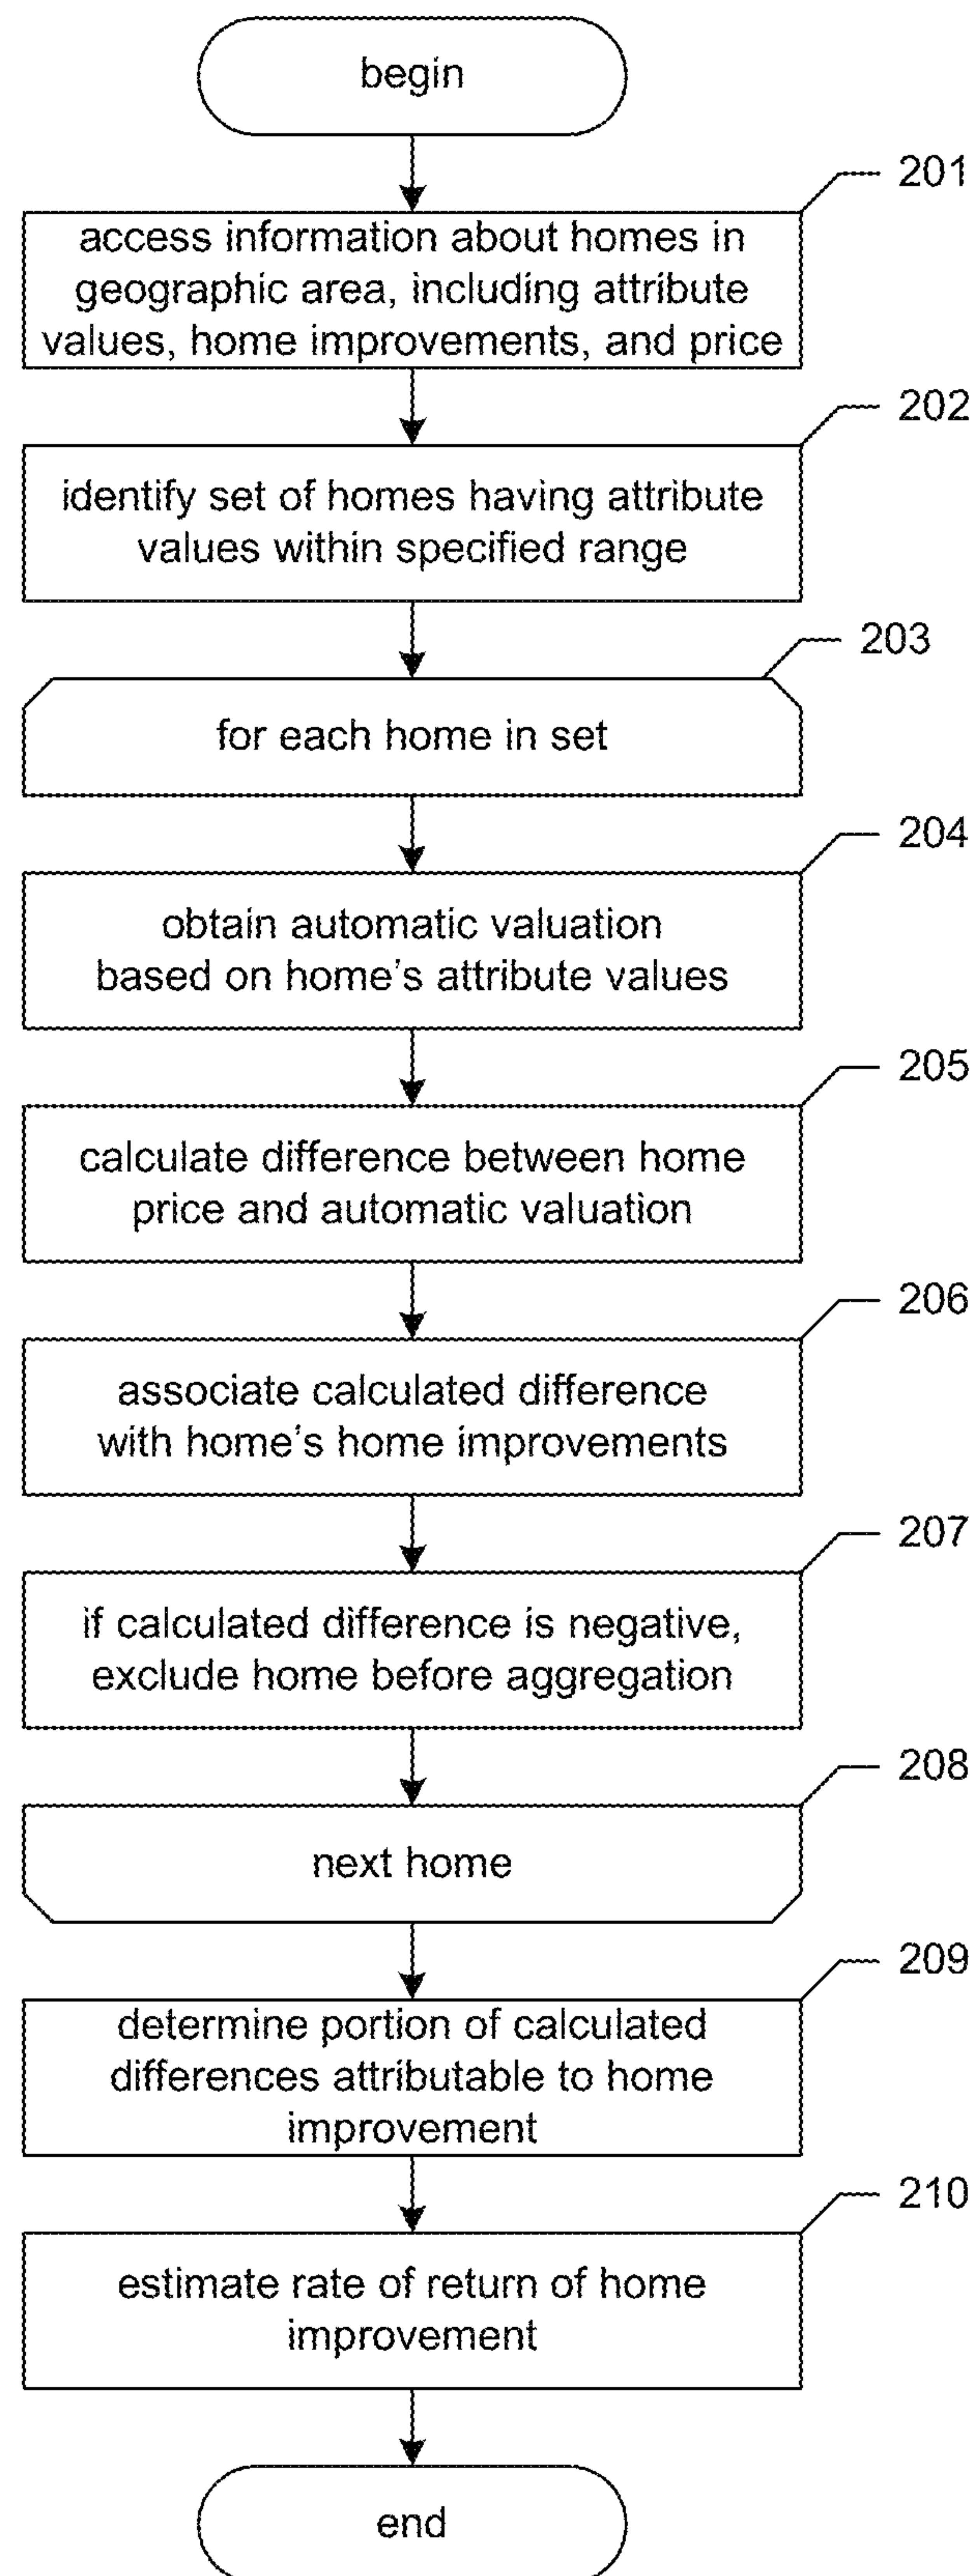 begin
201
access information about homes in
geographic area, including attribute
values, home improvements, and price
202
identify set of homes having attribute
values within specified range
203
for each home in set
204
obtain automatic valuation
based on home's attribute values
205
calculate difference between home
price and automatic valuation
206
associate calculated difference
with home's home improvements
207
if calculated difference is negative,
exclude home before aggregation
208
next home
209
determine portion of calculated
differences attributable to home
improvement
210
estimate rate of return of home
improvement
end